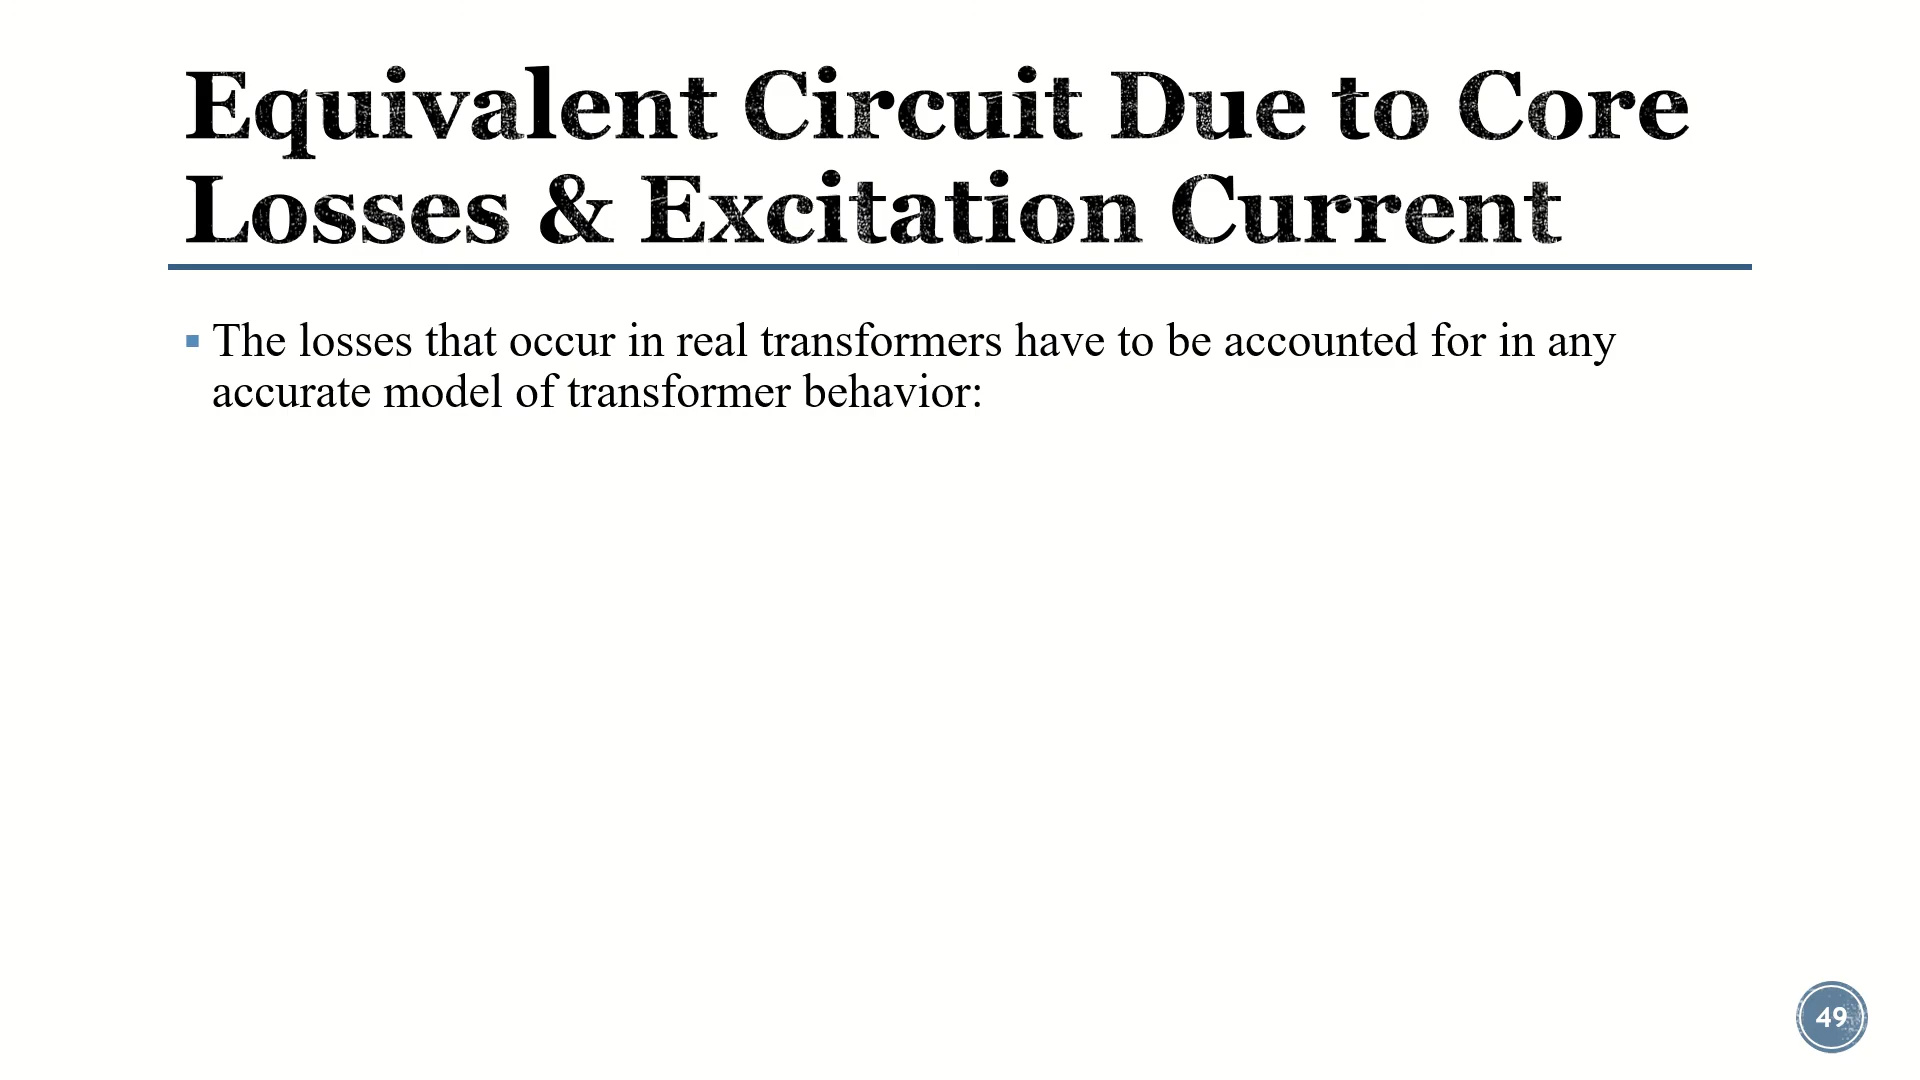 Equivalent Circuit Due to Core
Losses & Excitation Current
▪ The losses that occur in real transformers have to be accounted for in any
accurate model of transformer behavior:
49